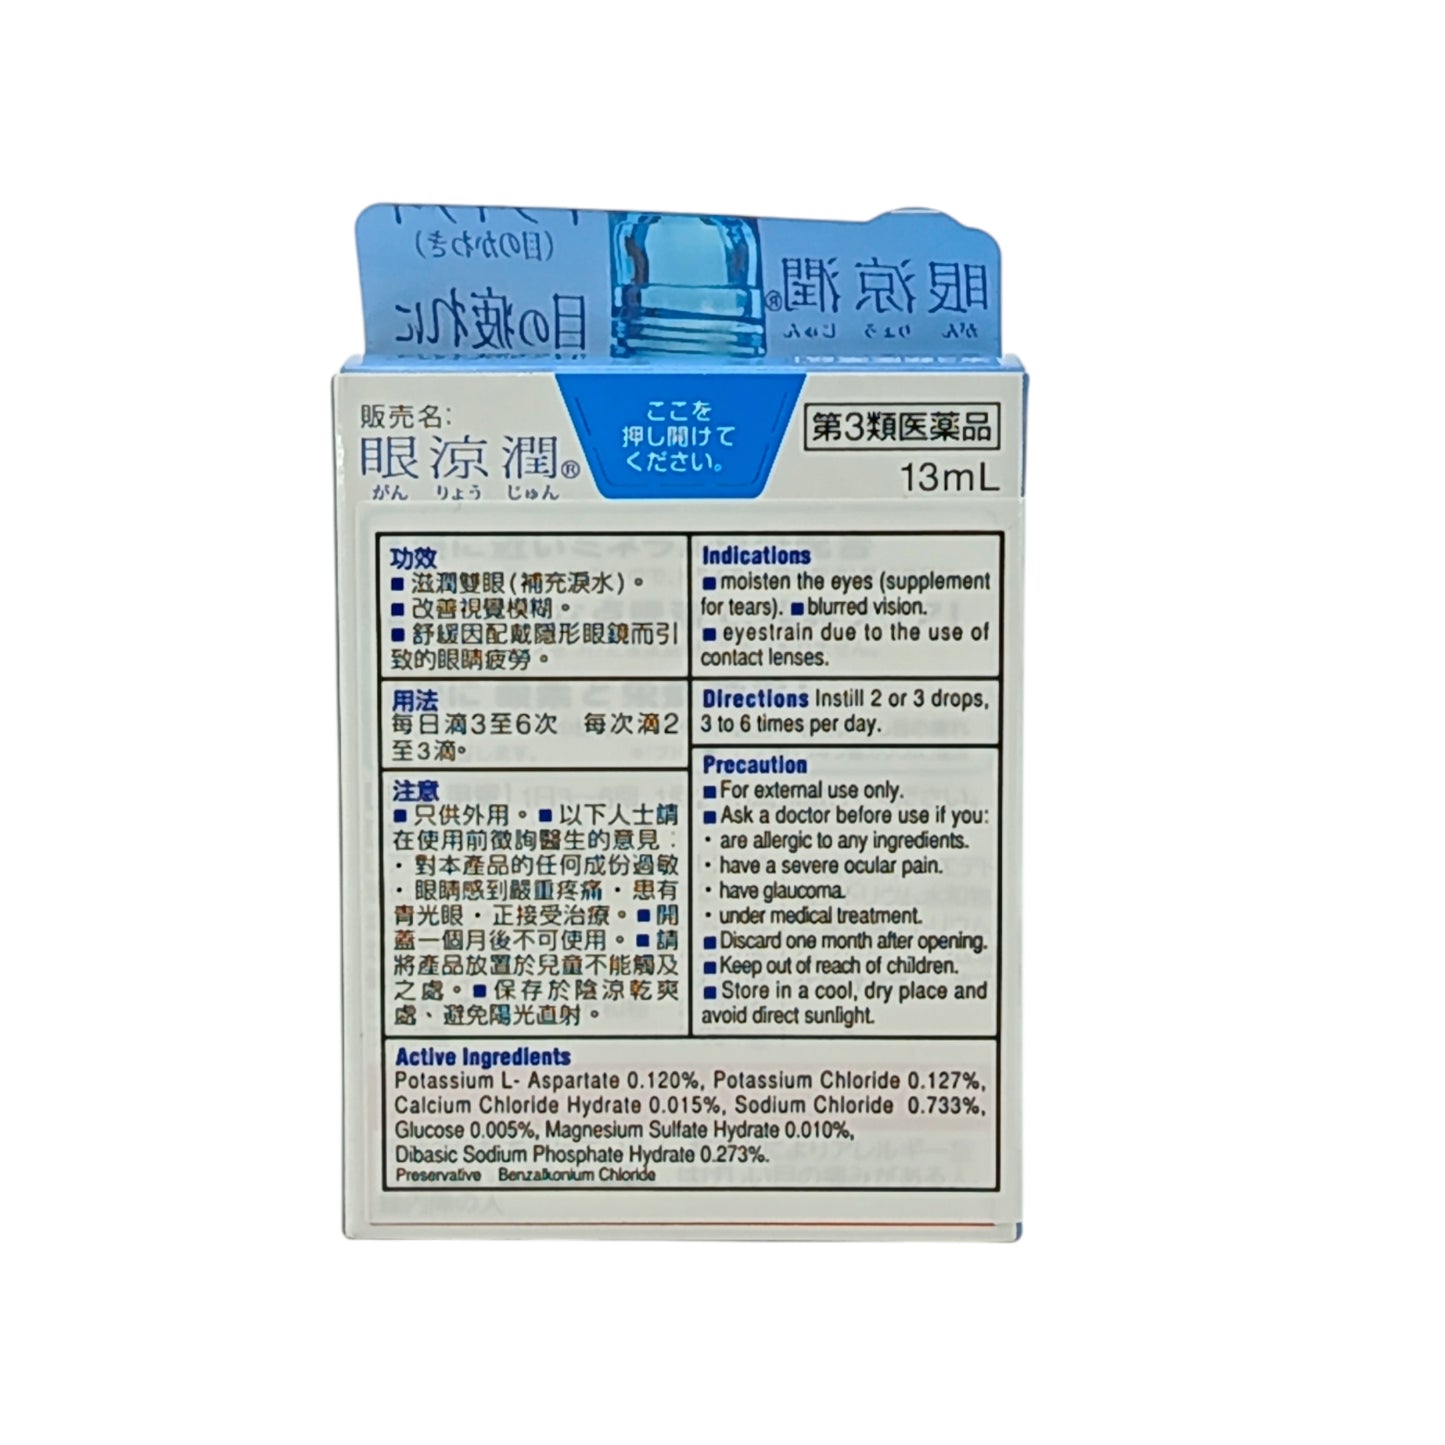 (目のかわき)
目の疲れに
眼涼潤®
がん りょう じゅん
販売名:
眼涼潤®
がん りょう じゅん
ここを
押し開けて
ください。
第3類医薬品
13mL
功效
■ 滋潤雙眼(補充淚水)。
■ 改善視覺模糊。
■ 舒緩因配戴隱形眼鏡而引
致的眼睛疲勞。
用法
每日滴3至6次 每次滴2
至3滴。
注意
■ 只供外用。■ 以下人士請
在使用前徵詢醫生的意見:
・對本產品的任何成份過敏
・眼睛感到嚴重疼痛・患有
青光眼・正接受治療。■ 開
蓋一個月後不可使用。■ 請
將產品放置於兒童不能觸及
之處。■ 保存於陰涼乾爽
處、避免陽光直射。
Indications
■ moisten the eyes (supplement
for tears). ■ blurred vision.
■ eyestrain due to the use of
contact lenses.
Directions Instill 2 or 3 drops,
3 to 6 times per day.
Precaution
■ For external use only.
■ Ask a doctor before use if you:
・are allergic to any ingredients.
・have a severe ocular pain.
・have glaucoma.
・under medical treatment.
■ Discard one month after opening.
■ Keep out of reach of children.
■ Store in a cool, dry place and
avoid direct sunlight.
Active Ingredients
Potassium L- Aspartate 0.120%, Potassium Chloride 0.127%,
Calcium Chloride Hydrate 0.015%, Sodium Chloride 0.733%,
Glucose 0.005%, Magnesium Sulfate Hydrate 0.010%,
Dibasic Sodium Phosphate Hydrate 0.273%.
Preservative Benzalkonium Chloride